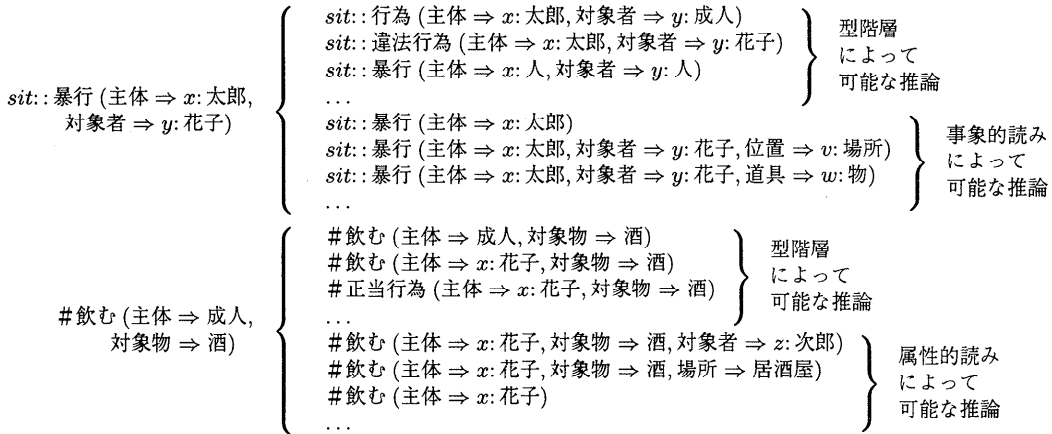 sit:: 暴行 (主体 ⇒ x: 太郎,
対象者 ⇒ y: 花子)
sit:: 行為 (主体 ⇒ x: 太郎, 対象者 ⇒ y: 成人)
sit:: 違法行為 (主体 ⇒ x: 太郎, 対象者 ⇒ y: 花子)
sit:: 暴行 (主体 ⇒ x: 人, 対象者 ⇒ y: 人)
...
型階層
によって
可能な推論
sit:: 暴行 (主体 ⇒ x: 太郎)
sit:: 暴行 (主体 ⇒ x: 太郎, 対象者 ⇒ y: 花子, 位置 ⇒ v: 場所)
sit:: 暴行 (主体 ⇒ x: 太郎, 対象者 ⇒ y: 花子, 道具 ⇒ w: 物)
...
事象的読み
によって
可能な推論
#飲む (主体 ⇒ 成人,
対象物 ⇒ 酒)
#飲む (主体 ⇒ 成人, 対象物 ⇒ 酒)
#飲む (主体 ⇒ x: 花子, 対象物 ⇒ 酒)
#正当行為 (主体 ⇒ x: 花子, 対象物 ⇒ 酒)
...
型階層
によって
可能な推論
#飲む (主体 ⇒ x: 花子, 対象物 ⇒ 酒, 対象者 ⇒ z: 次郎)
#飲む (主体 ⇒ x: 花子, 対象物 ⇒ 酒, 場所 ⇒ 居酒屋)
#飲む (主体 ⇒ x: 花子)
...
属性的読み
によって
可能な推論